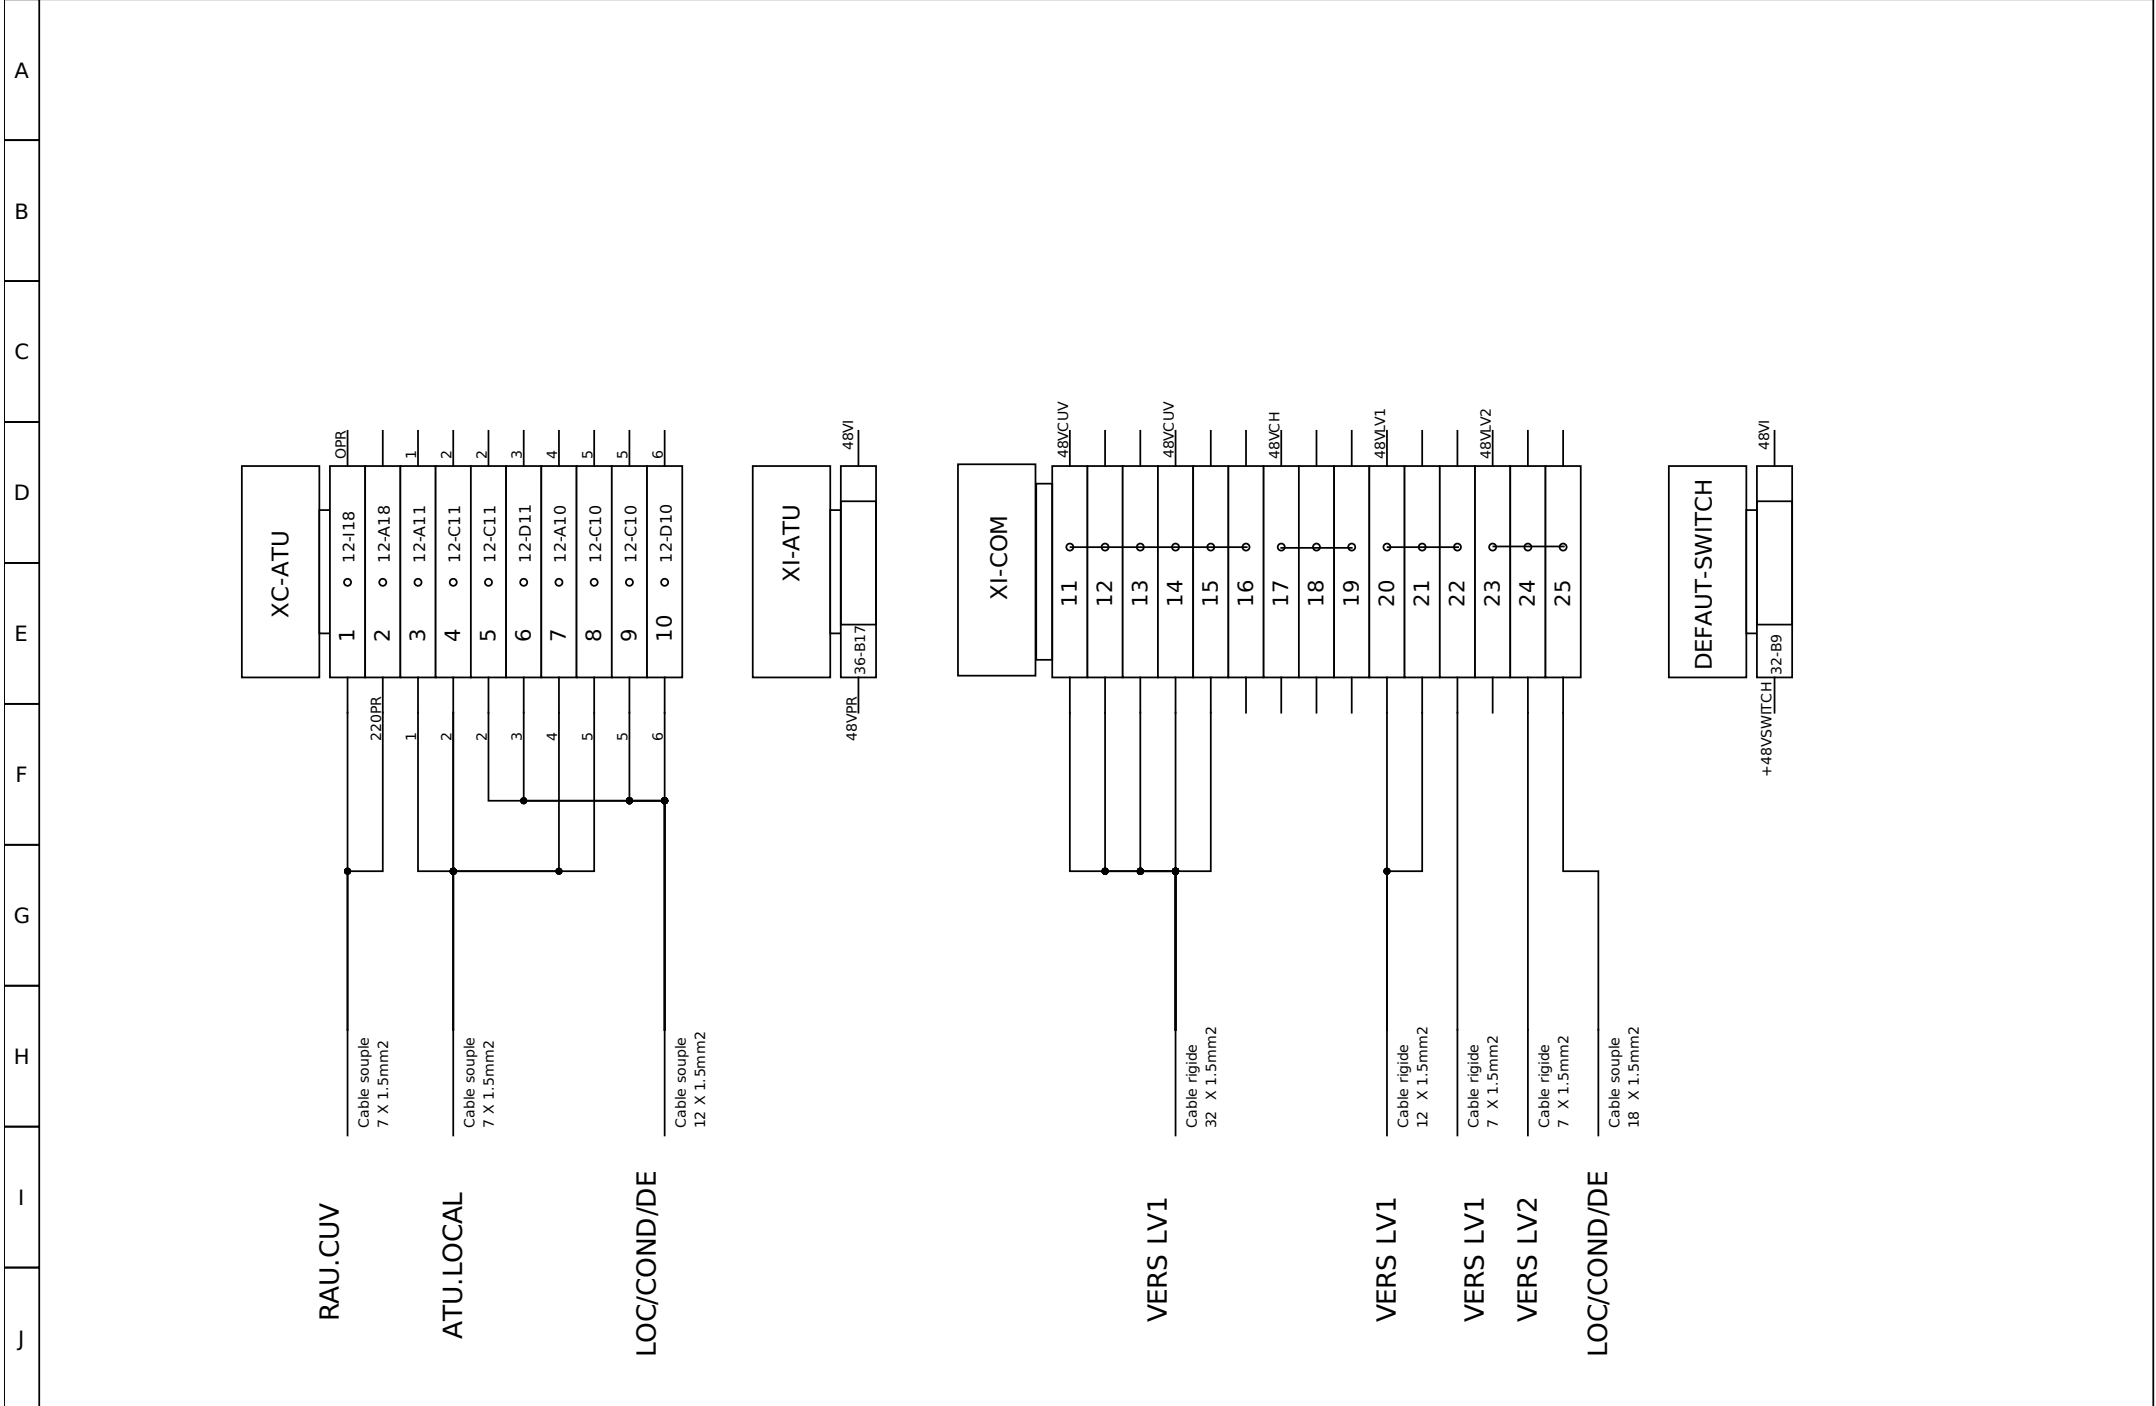 A
B
C
D
E
F
G
H
I
J
XC-ATU
OPR
1
2
2
3
4
5
5
6
12-I18
12-A18
12-A11
12-C11
12-C11
12-D11
12-A10
12-C10
12-C10
12-D10
1
2
3
4
5
6
7
8
9
10
220PR
1
2
2
3
4
5
5
6
Cable souple
7 X 1.5mm2
Cable souple
7 X 1.5mm2
Cable souple
12 X 1.5mm2
RAU.CUV
ATU.LOCAL
LOC/COND/DE
XI-ATU
48VI
36-B17
48VPR
XI-COM
48VCUV
48VCUV
48VCH
48VLV1
48VLV2
11
12
13
14
15
16
17
18
19
20
21
22
23
24
25
Cable rigide
32 X 1.5mm2
Cable rigide
12 X 1.5mm2
Cable rigide
7 X 1.5mm2
Cable rigide
7 X 1.5mm2
Cable souple
18 X 1.5mm2
VERS LV1
VERS LV1
VERS LV1
VERS LV2
LOC/COND/DE
DEFAUT-SWITCH
48VI
32-B9
+48VSWITCH